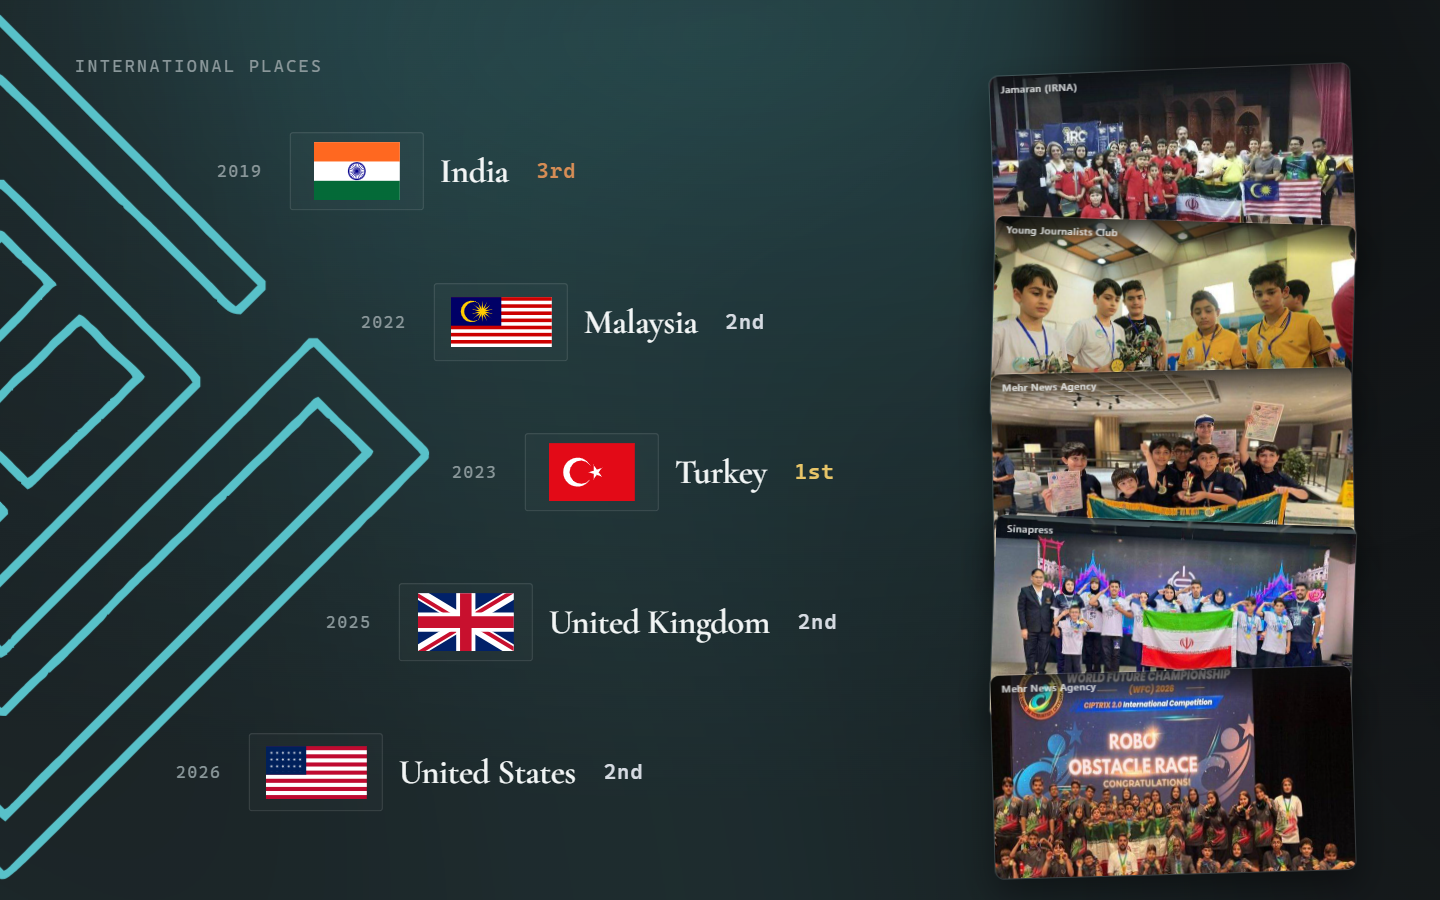 INTERNATIONAL PLACES
2019 India 3rd
2022 Malaysia 2nd
2023 Turkey 1st
2025 United Kingdom 2nd
2026 United States 2nd
Jamaran (IRNA)
IRC
Young Journalists Club
Mehr News Agency
Sinapress
Mehr News Agency
WORLD FUTURE CHAMPIONSHIP
(WFC) 2025
CIPTRIX 2.0 International Competition
ROBO
OBSTACLE RACE
CONGRATULATIONS!